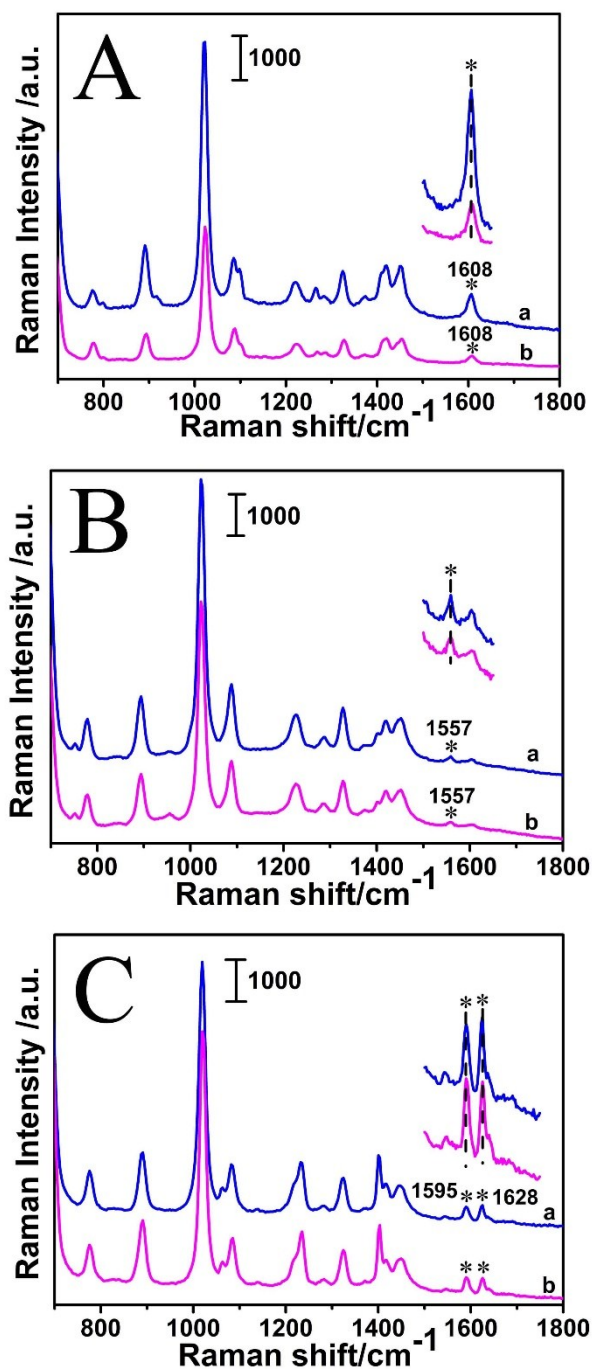 A
1000
*
1608
*
a
1608
*
b
Raman Intensity /a.u.
800 1000 1200 1400 1600 1800
Raman shift/cm-1
B
1000
*
1557
*
a
1557
*
b
Raman Intensity /a.u.
800 1000 1200 1400 1600 1800
Raman shift/cm-1
C
1000
* *
1595 * * 1628
a
* *
b
Raman Intensity /a.u.
800 1000 1200 1400 1600 1800
Raman shift/cm-1